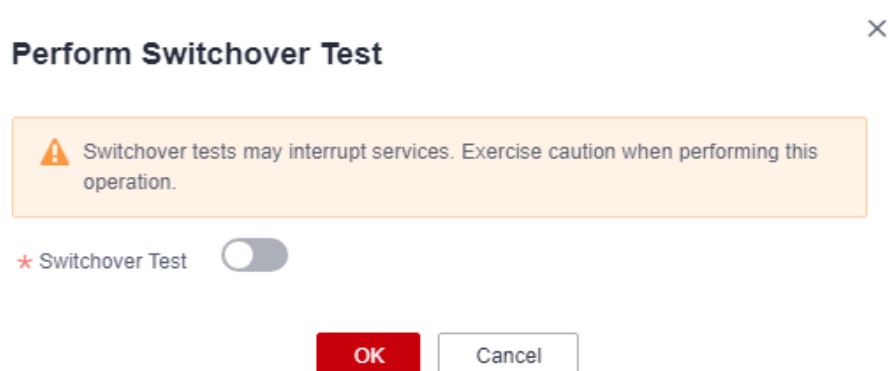 Perform Switchover Test
Switchover tests may interrupt services. Exercise caution when performing this
operation.
* Switchover Test
OK
Cancel